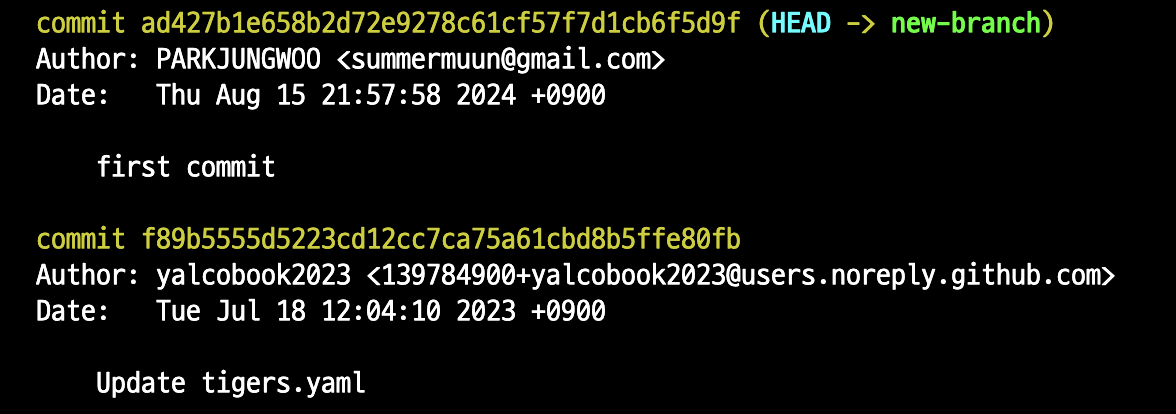 commit ad427b1e658b2d72e9278c61cf57f7d1cb6f5d9f (HEAD -> new-branch)
Author: PARKJUNGWOO <summermuun@gmail.com>
Date:   Thu Aug 15 21:57:58 2024 +0900
first commit
commit f89b5555d5223cd12cc7ca75a61cbd8b5ffe80fb
Author: yalcobook2023 <139784900+yalcobook2023@users.noreply.github.com>
Date:   Tue Jul 18 12:04:10 2023 +0900
Update tigers.yaml